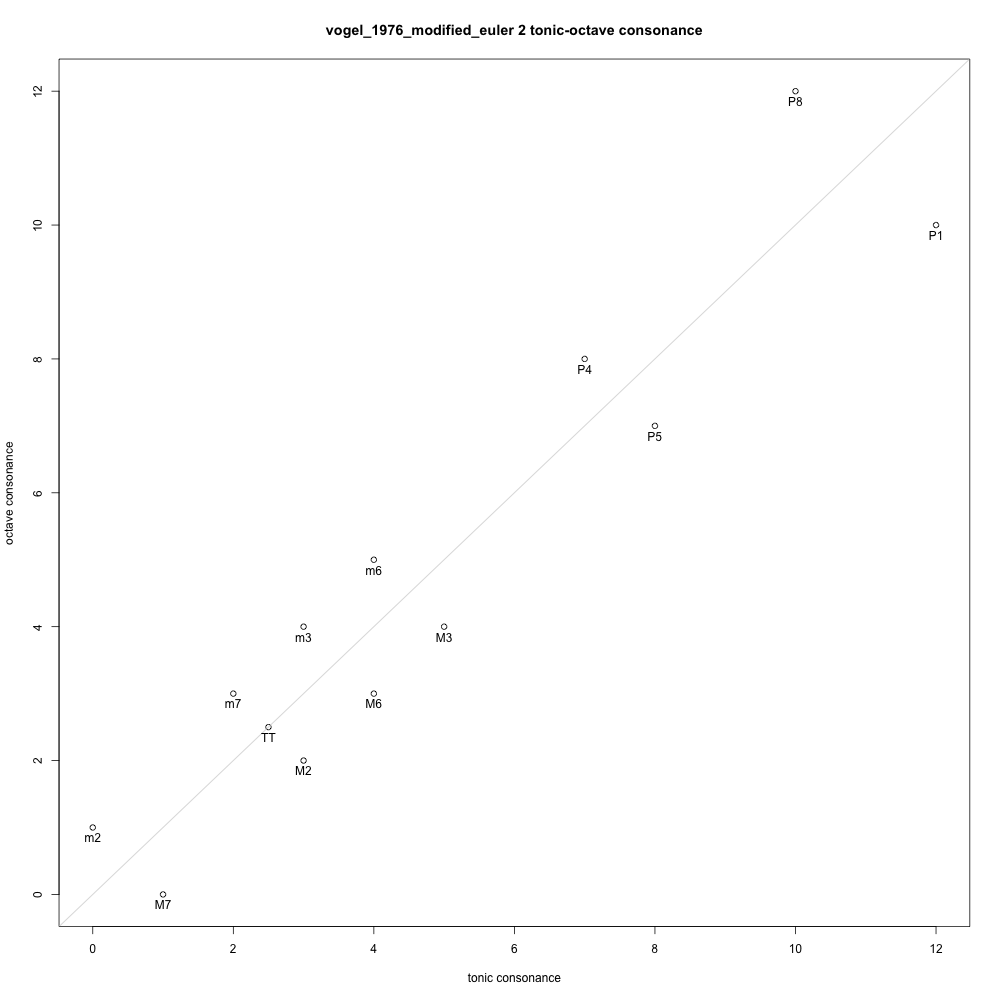 vogel_1976_modified_euler 2 tonic-octave consonance
12
P8
10
P1
8
P4
P5
octave consonance
6
m6
4
m3
M3
m7
M6
TT
2
M2
m2
0
M7
0 2 4 6 8 10 12
tonic consonance